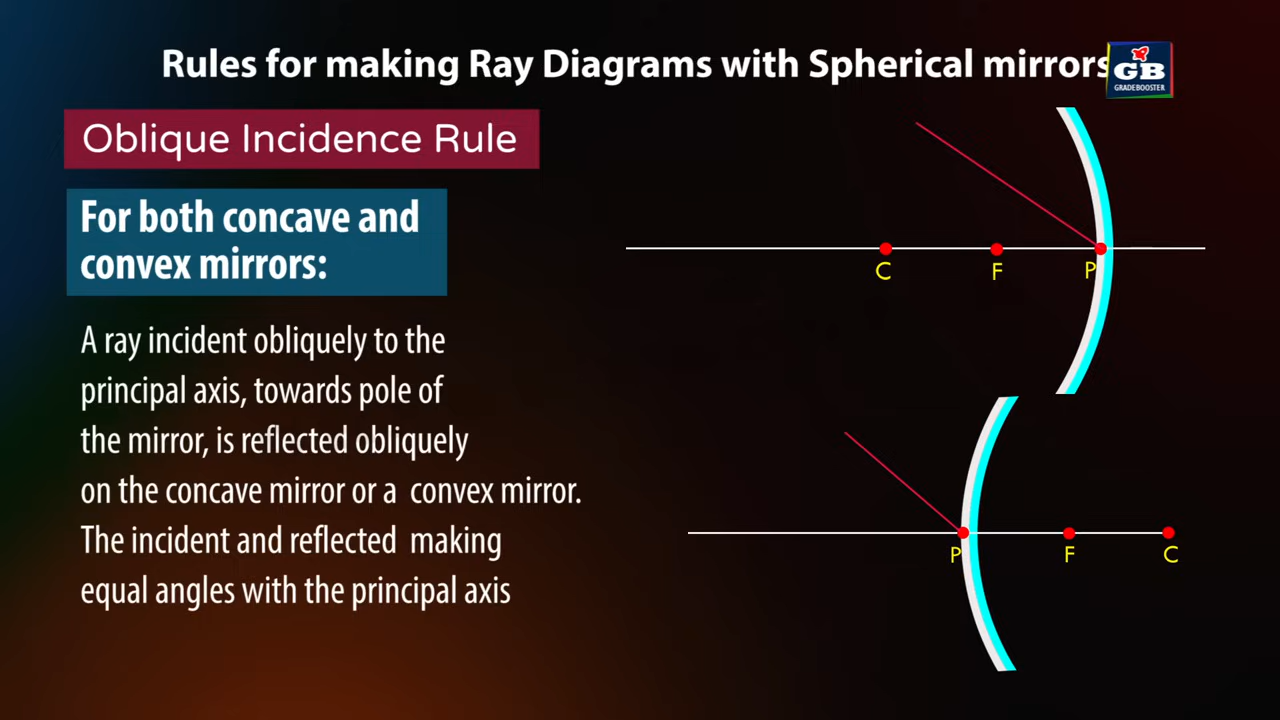 Rules for making Ray Diagrams with Spherical mirrors
GB
GRADEBOOSTER
Oblique Incidence Rule
For both concave and
convex mirrors:
A ray incident obliquely to the
principal axis, towards pole of
the mirror, is reflected obliquely
on the concave mirror or a convex mirror.
The incident and reflected making
equal angles with the principal axis
C F P
P F C